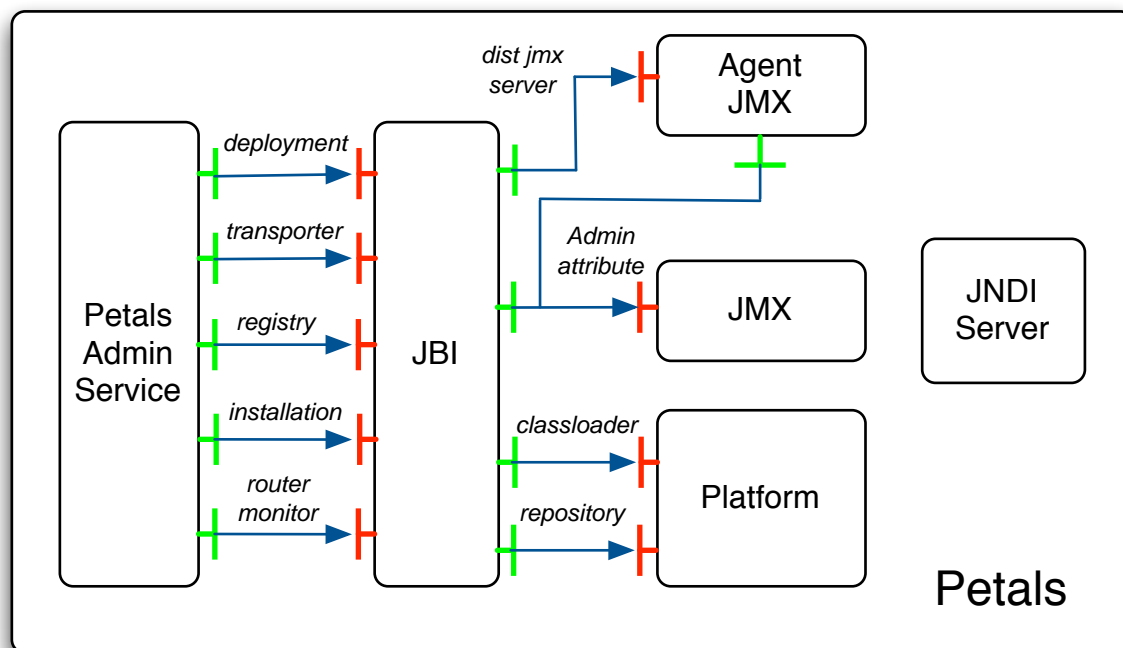 dist jmx
server
Agent
JMX
deployment
transporter
Admin
attribute
Petals
Admin
Service
registry
JBI
JMX
JNDI
Server
installation
classloader
router
monitor
repository
Platform
Petals